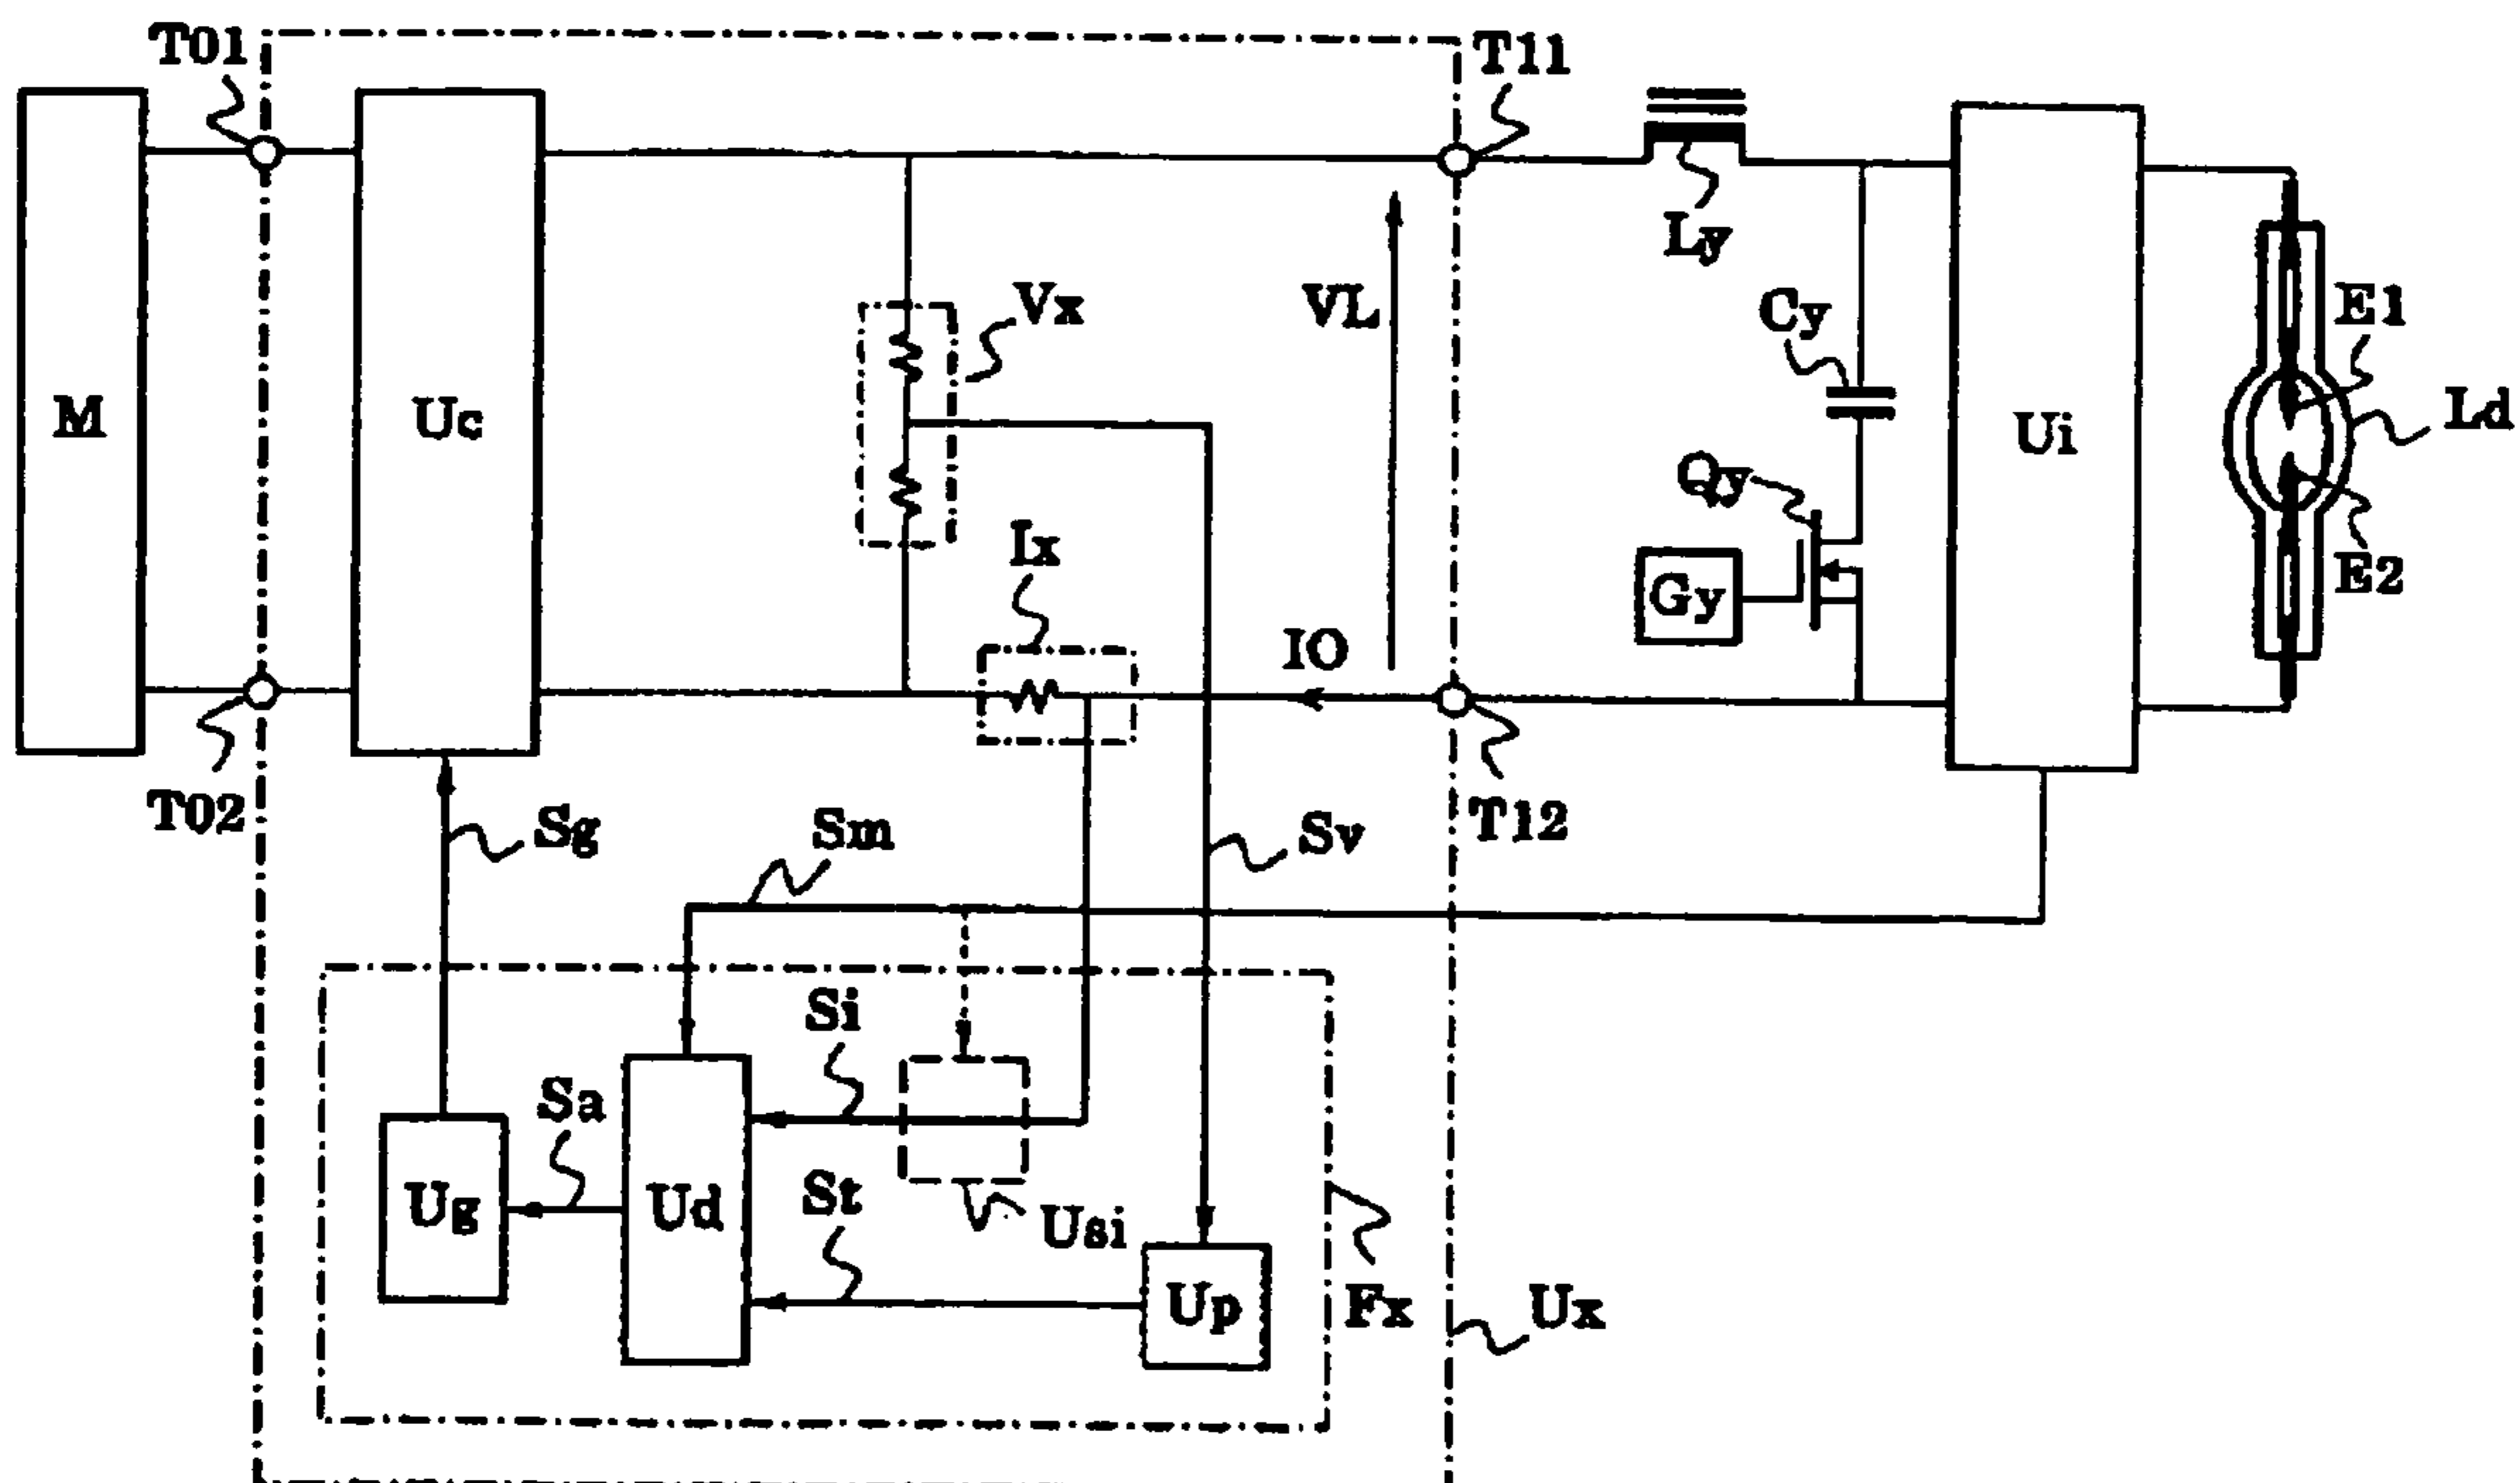 T01
T11
M
Uc
Vx
VL
Ly
Cy
Ui
E1
Ld
Qy
Ix
Gy
E2
IO
T02
Sg
Sm
Sv
T12
Si
Sa
Ug
Ud
St
Usi
Up
Fx
Ux